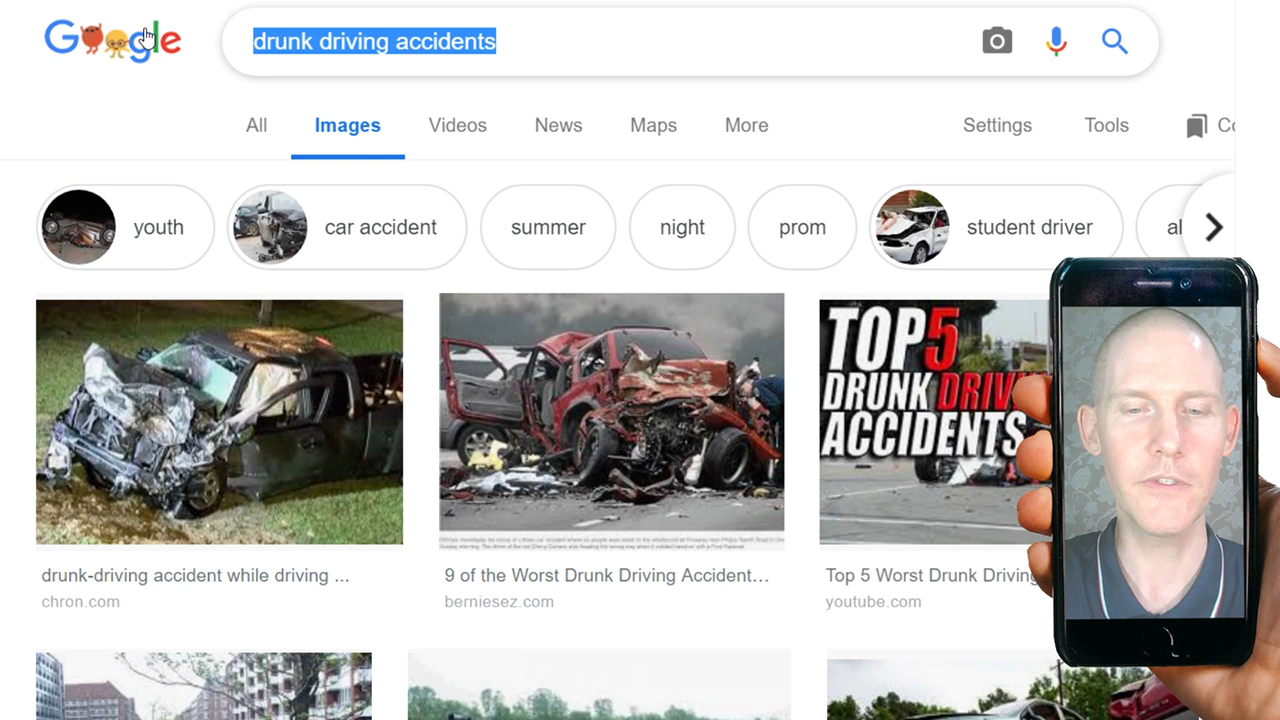 Google
drunk driving accidents
All Images Videos News Maps More Settings Tools
youth car accident summer night prom student driver
TOP 5
DRUNK DRIV
ACCIDENTS
drunk-driving accident while driving ...
9 of the Worst Drunk Driving Accident...
Top 5 Worst Drunk Driving
chron.com
berniesez.com
youtube.com